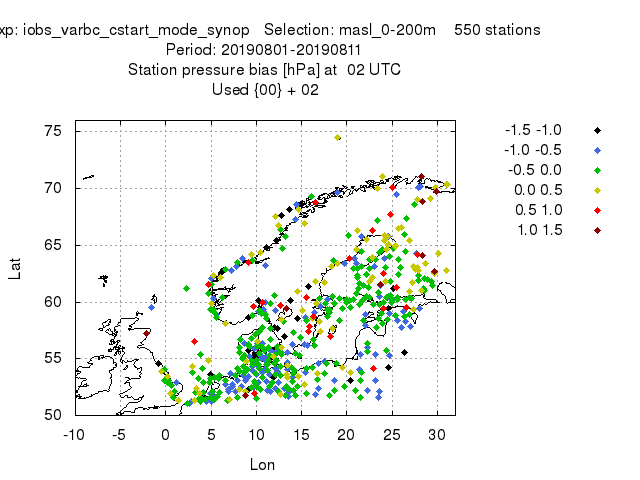 xp: iobs_varbc_cstart_mode_synop Selection: masl_0-200m 550 stations
Period: 20190801-20190811
Station pressure bias [hPa] at 02 UTC
Used {00} + 02
-1.5 -1.0
-1.0 -0.5
-0.5 0.0
0.0 0.5
0.5 1.0
1.0 1.5
75
70
65
60
55
50
Lat
-10 -5 0 5 10 15 20 25 30
Lon